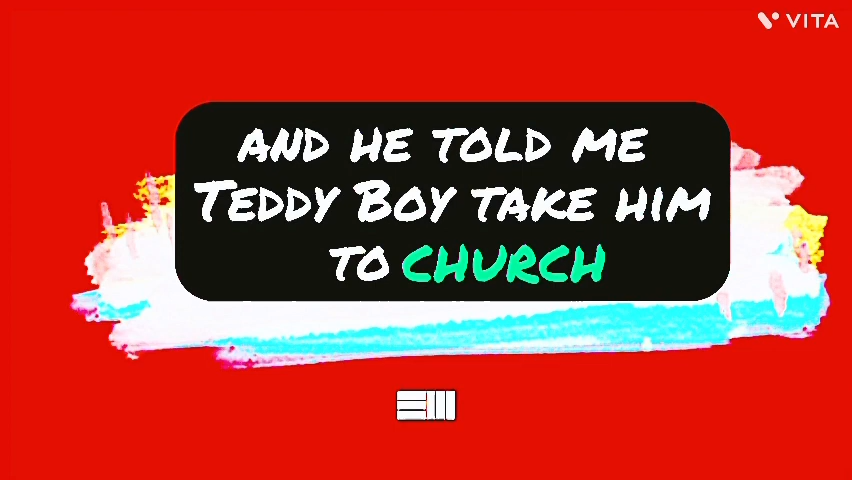 VITA
AND HE TOLD ME
TEDDY BOY TAKE HIM
TO CHURCH